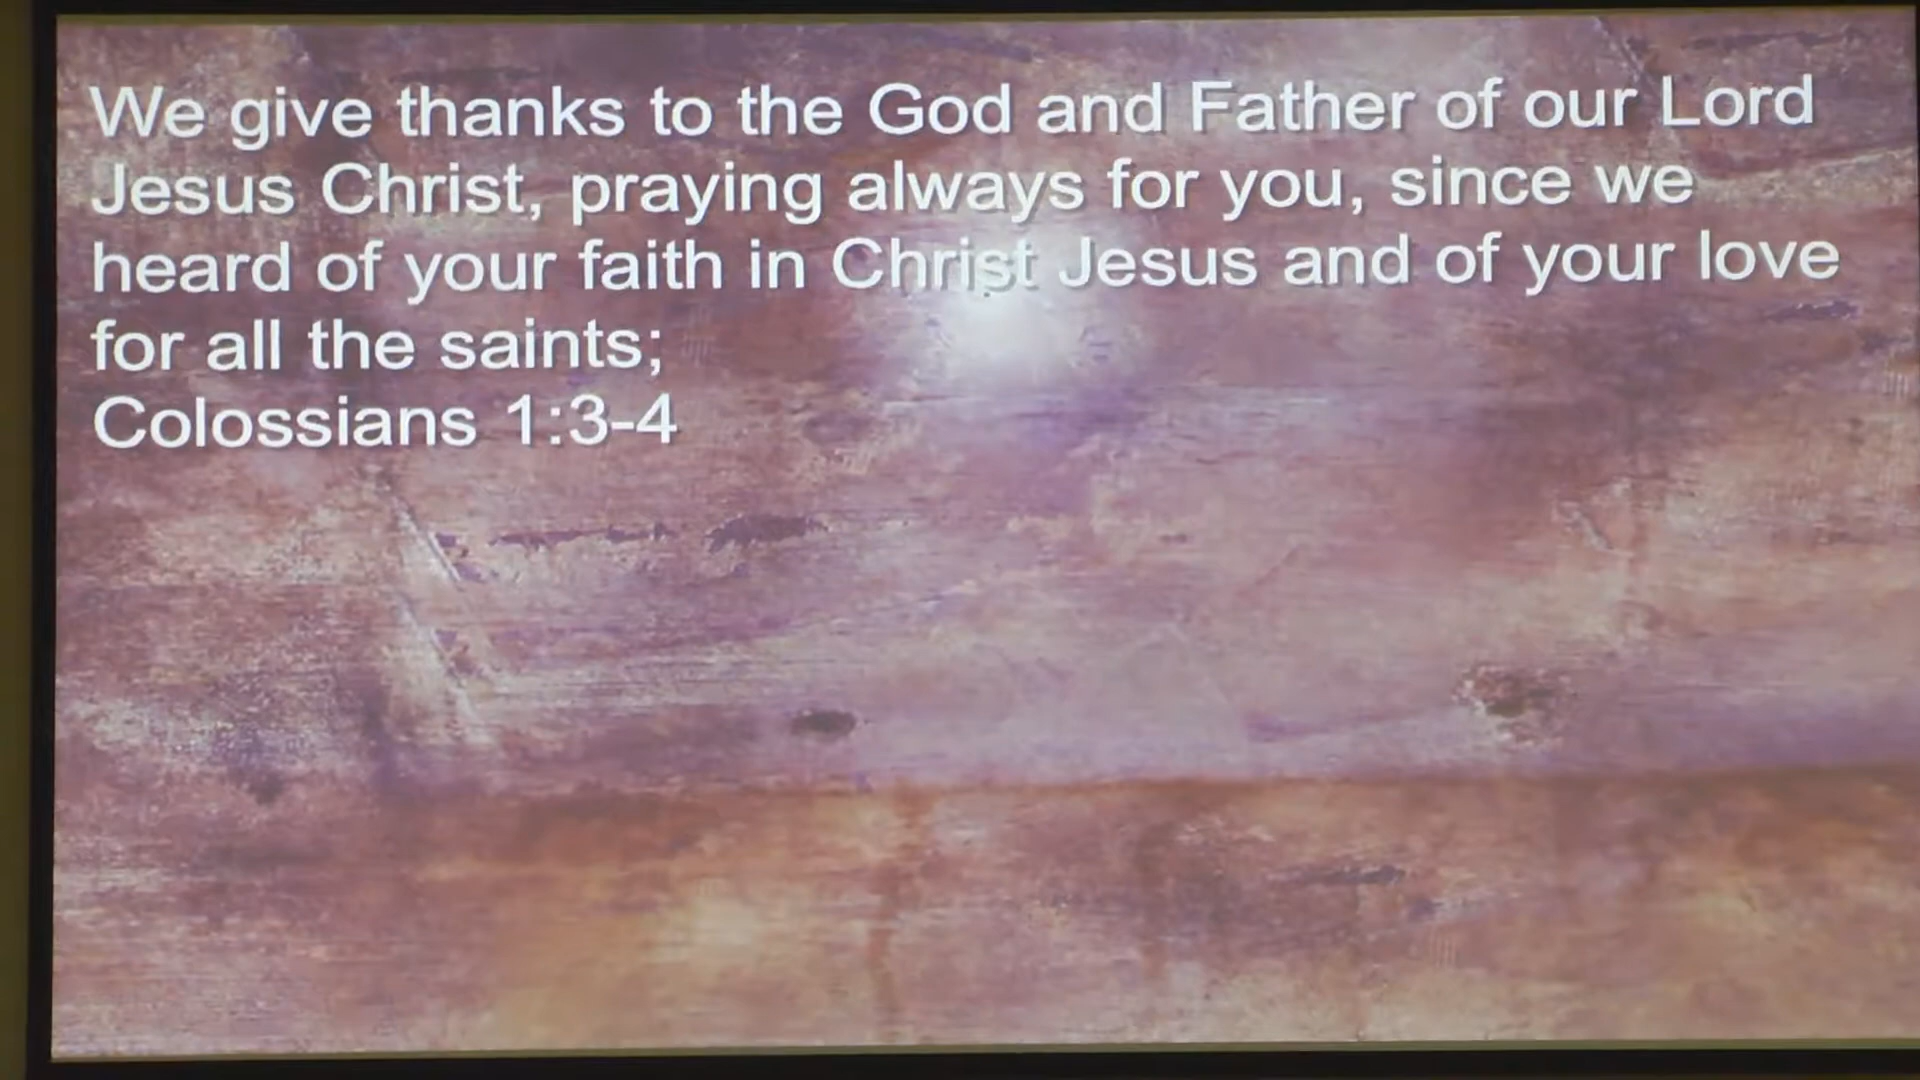 We give thanks to the God and Father of our Lord
Jesus Christ, praying always for you, since we
heard of your faith in Christ Jesus and of your love
for all the saints;
Colossians 1:3-4